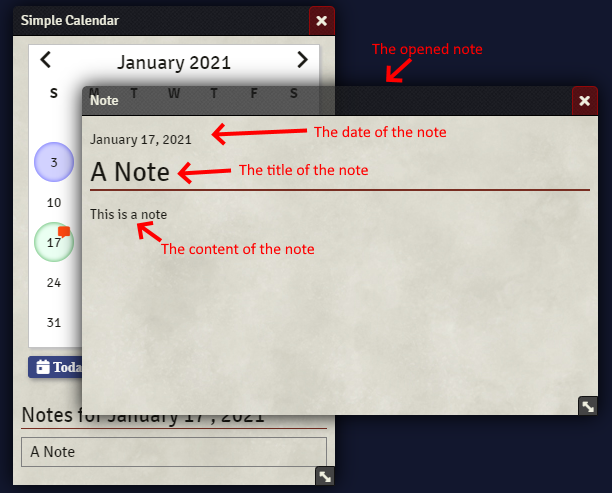 Simple Calendar
January 2021
The opened note
S M T W T F S
Note
January 17, 2021
The date of the note
3
A Note
The title of the note
10
This is a note
17
The content of the note
24
31
Toda
Notes for January 17, 2021
A Note